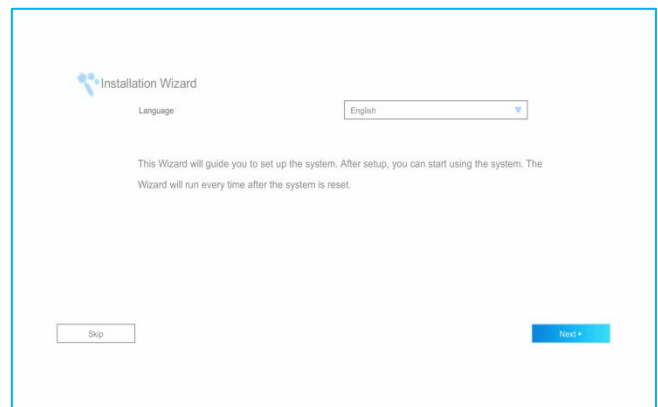 Installation Wizard
Language
English
This Wizard will guide you to set up the system. After setup, you can start using the system. The
Wizard will run every time after the system is reset.
Skip
Next